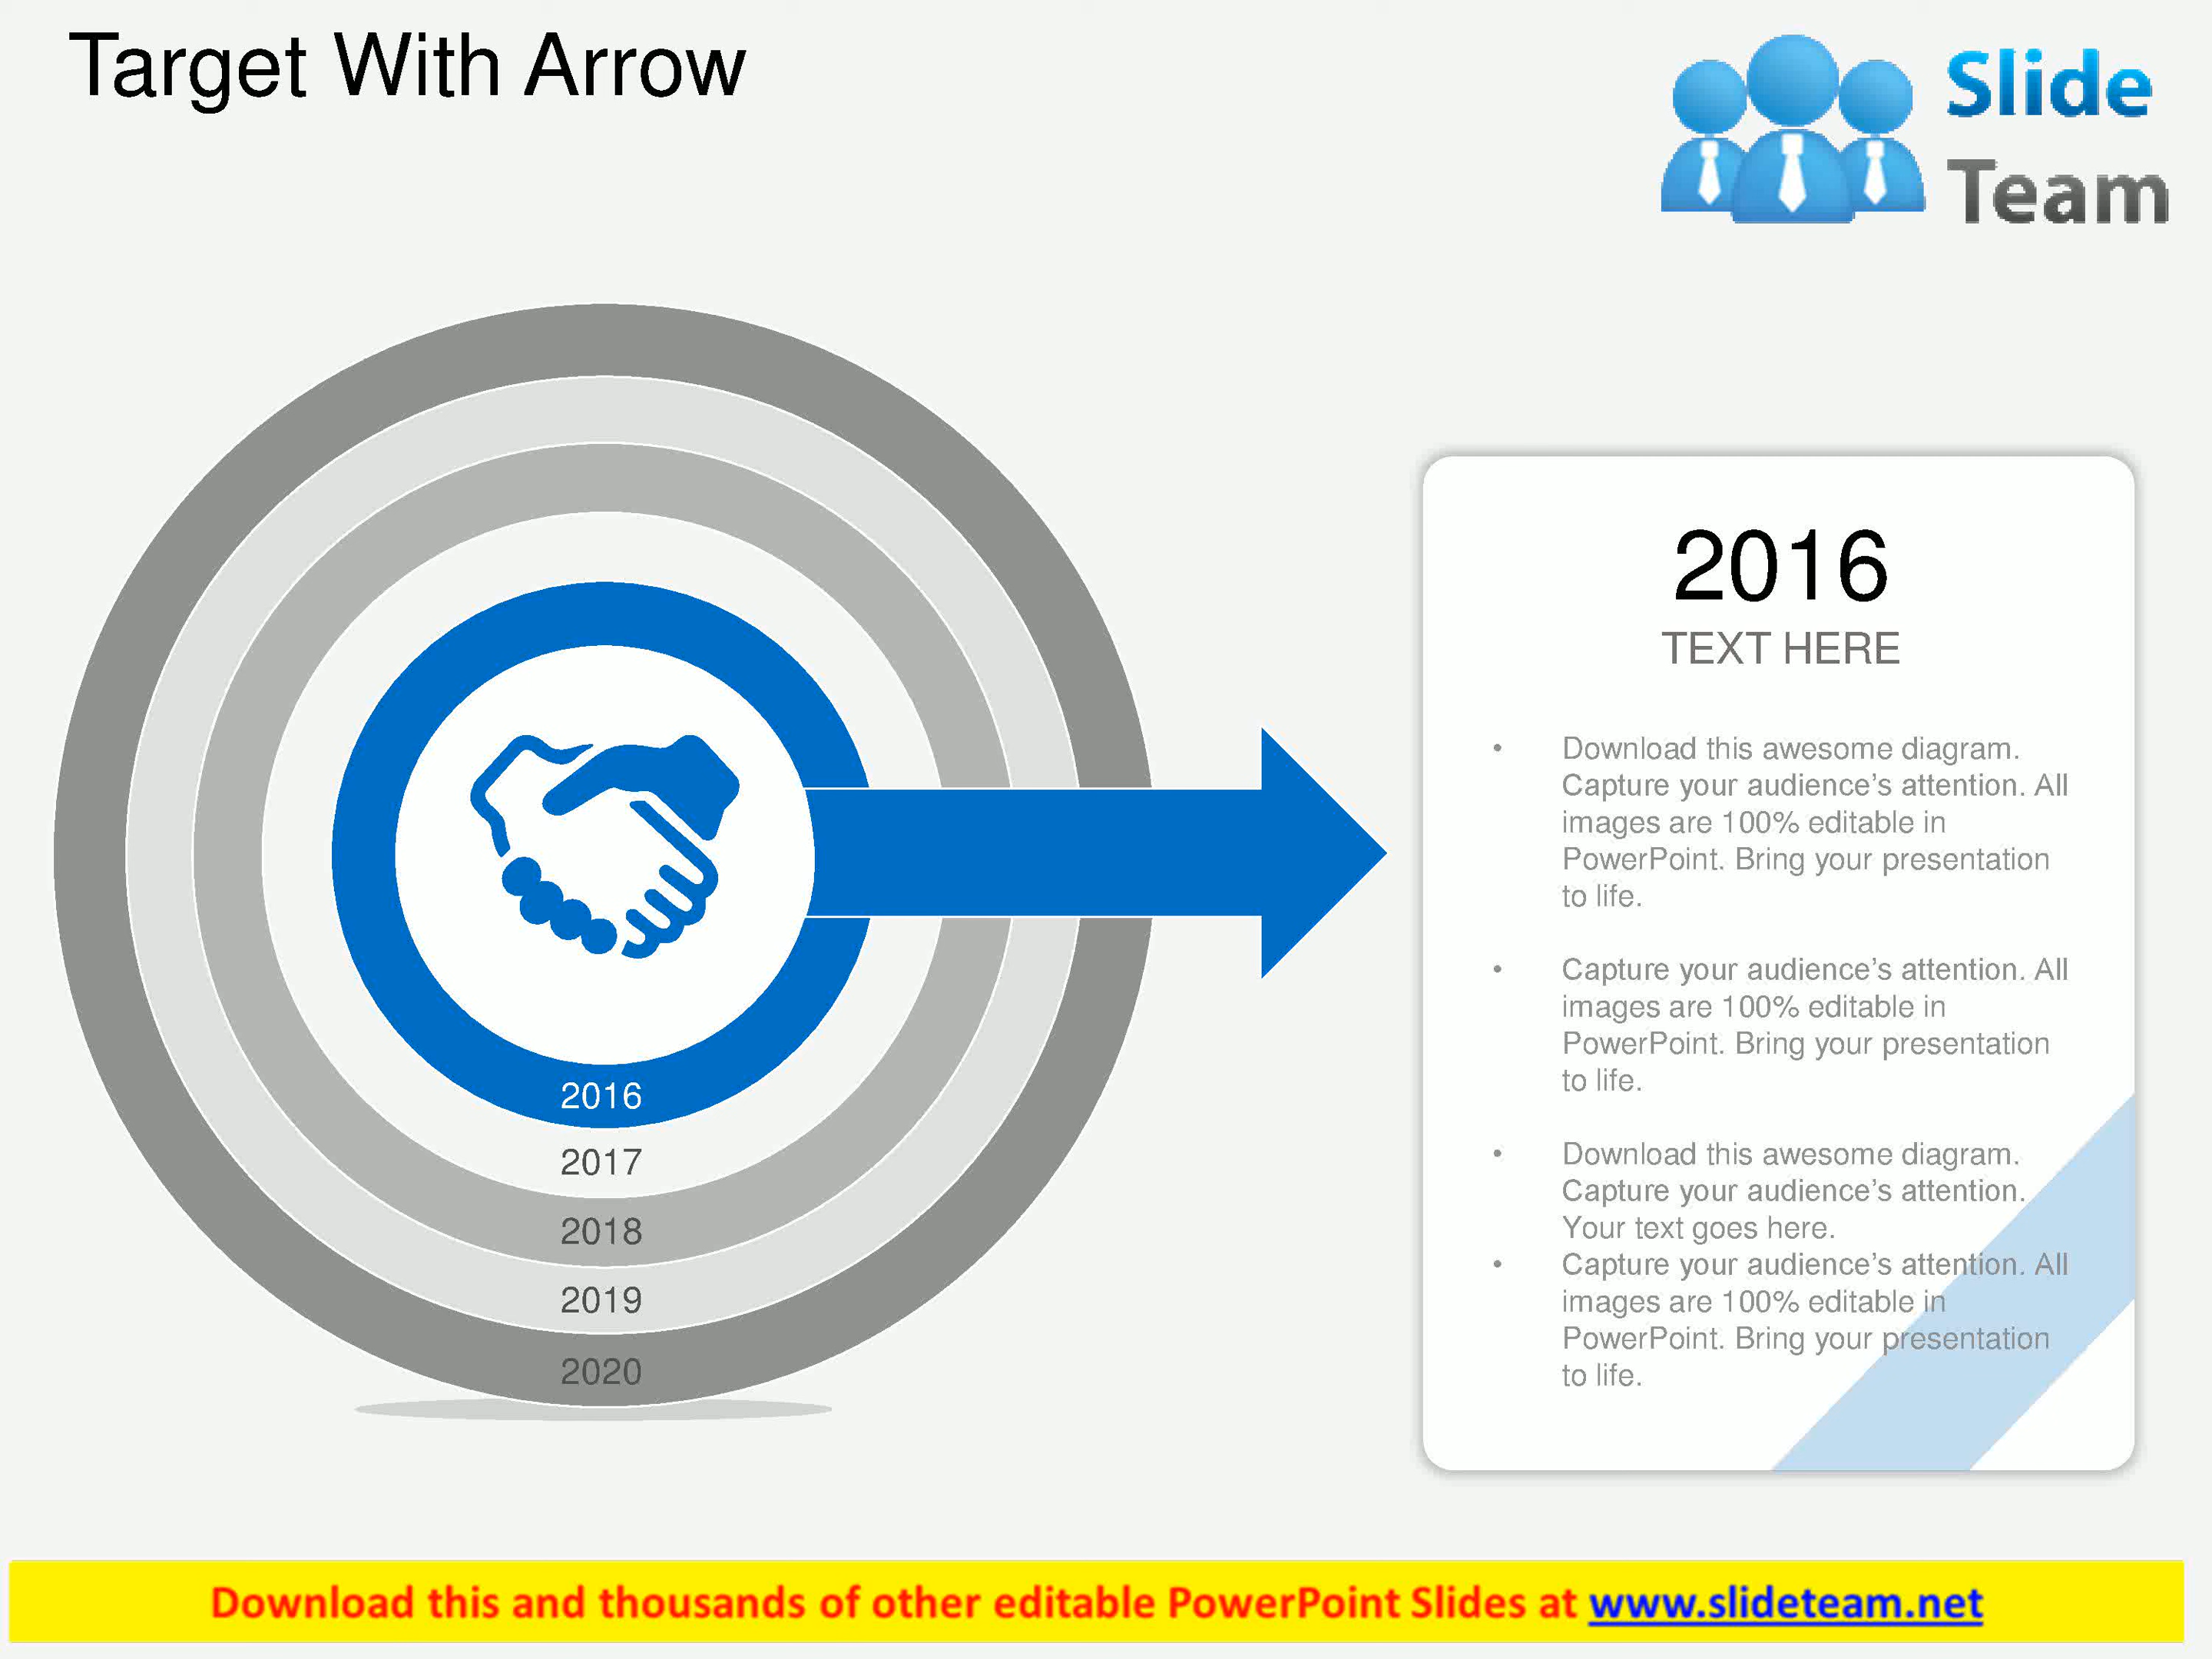 Target With Arrow
Slide
Team
2016
TEXT HERE
• Download this awesome diagram.
Capture your audience’s attention. All
images are 100% editable in
PowerPoint. Bring your presentation
to life.
• Capture your audience’s attention. All
images are 100% editable in
PowerPoint. Bring your presentation
to life.
• Download this awesome diagram.
Capture your audience’s attention.
Your text goes here.
• Capture your audience’s attention. All
images are 100% editable in
PowerPoint. Bring your presentation
to life.
2016
2017
2018
2019
2020
Download this and thousands of other editable PowerPoint Slides at www.slideteam.net